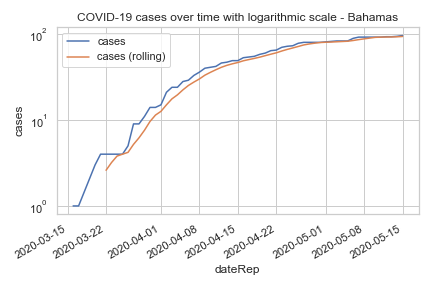 COVID-19 cases over time with logarithmic scale - Bahamas
10²
cases
cases (rolling)
cases
10¹
10⁰
2020-03-15
2020-03-22
2020-04-01
2020-04-08
2020-04-15
2020-04-22
2020-05-01
2020-05-08
2020-05-15
dateRep